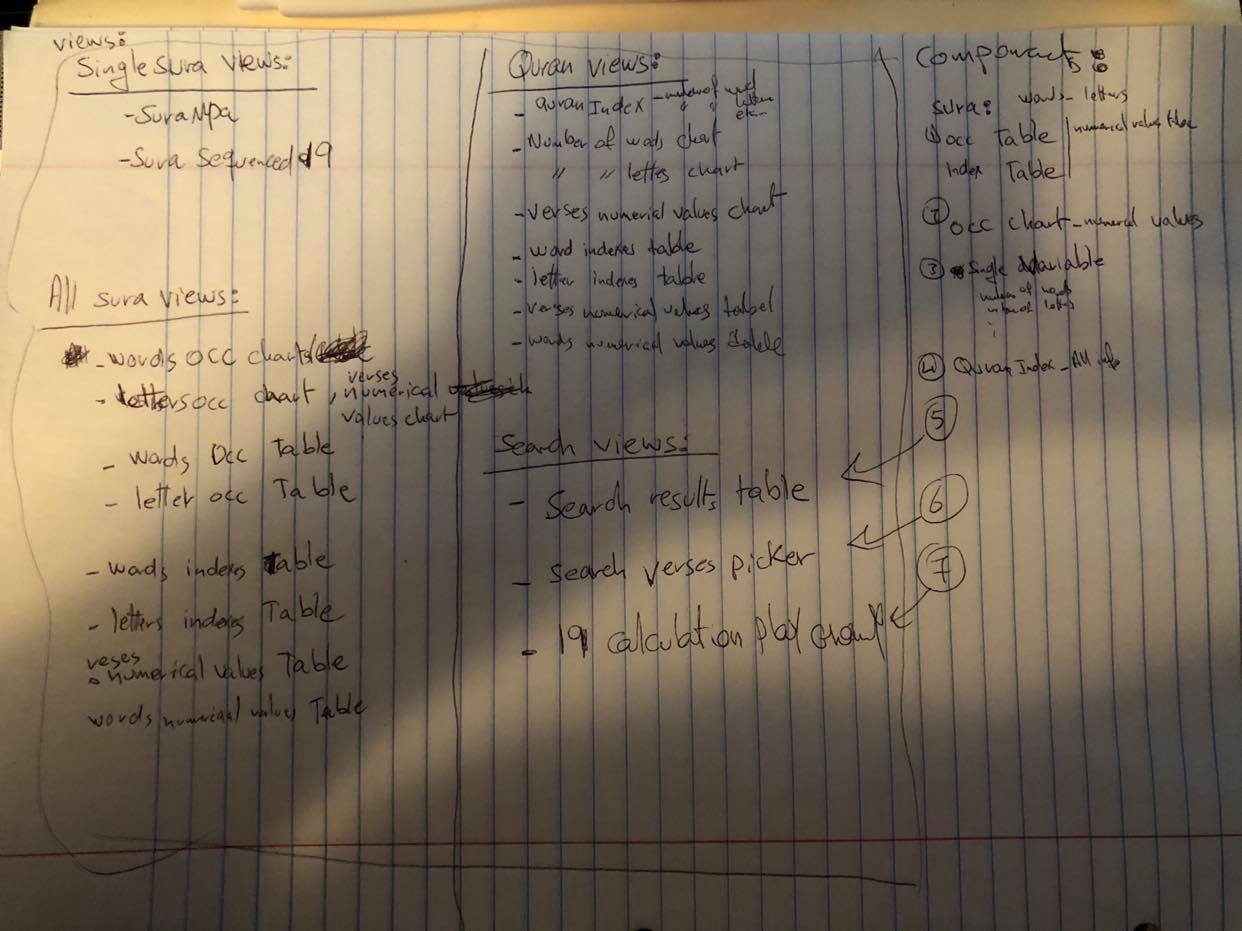 views:
Single Sura views:
- Sura Mpa
- Sura Sequenced 19
All sura views:
- words occ charts
- letters occ chart, verses numerical
values chart
- words Occ Table
- letter occ Table
- words indexes Table
- letters indexes Table
verses
numerical values Table
words numerical values Table
Quran views:
- Quran Index - number of word
" " letters
etc-
- Number of words chart
" " lettes chart
- verses numerical values chart
- word indexes table
- letter indexes table
- verses numerical values tabel
- words numerical values table
Search views:
- Search results table
- Search verses picker
- 19 calculation play
Components:
sura: words - letters
① occ Table | numerical values table
Index Table
② occ chart - numerical values
③ Single variable
number of words
number of letters
④ Quran Index - All info
⑤
⑥
⑦